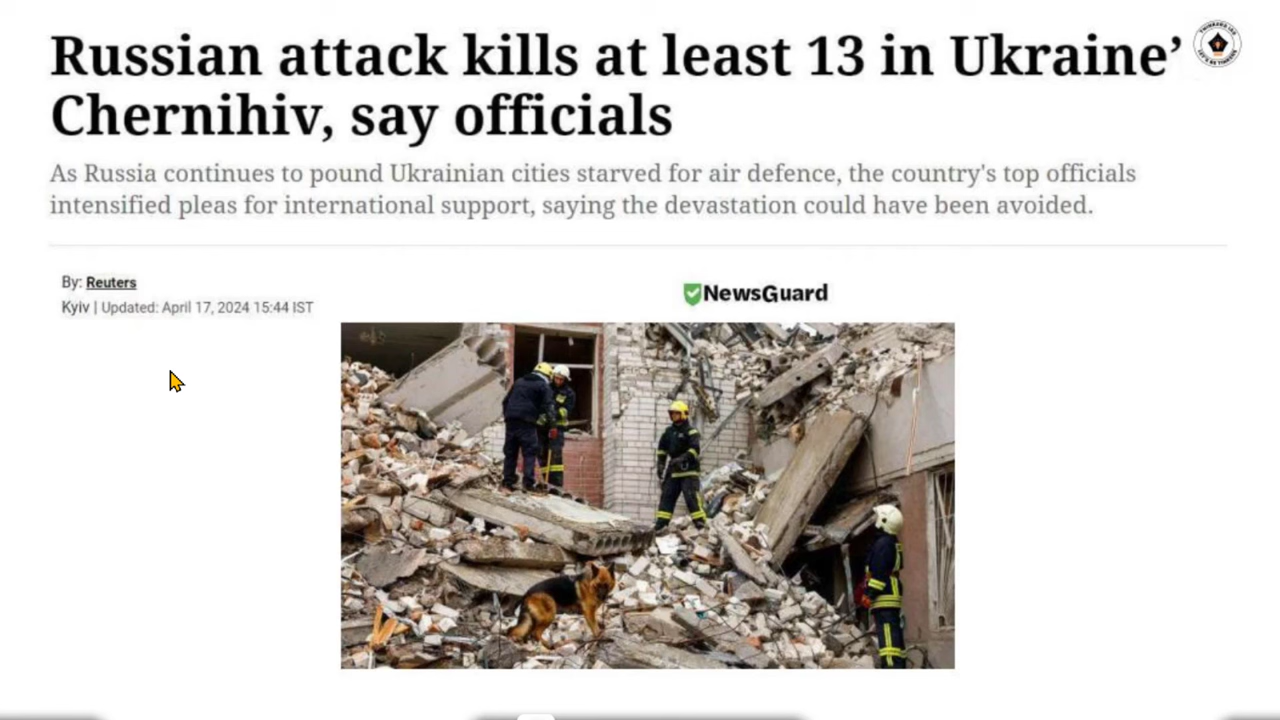 Russian attack kills at least 13 in Ukraine’
Chernihiv, say officials
As Russia continues to pound Ukrainian cities starved for air defence, the country's top officials
intensified pleas for international support, saying the devastation could have been avoided.
By: Reuters
Kyiv | Updated: April 17, 2024 15:44 IST
NewsGuard